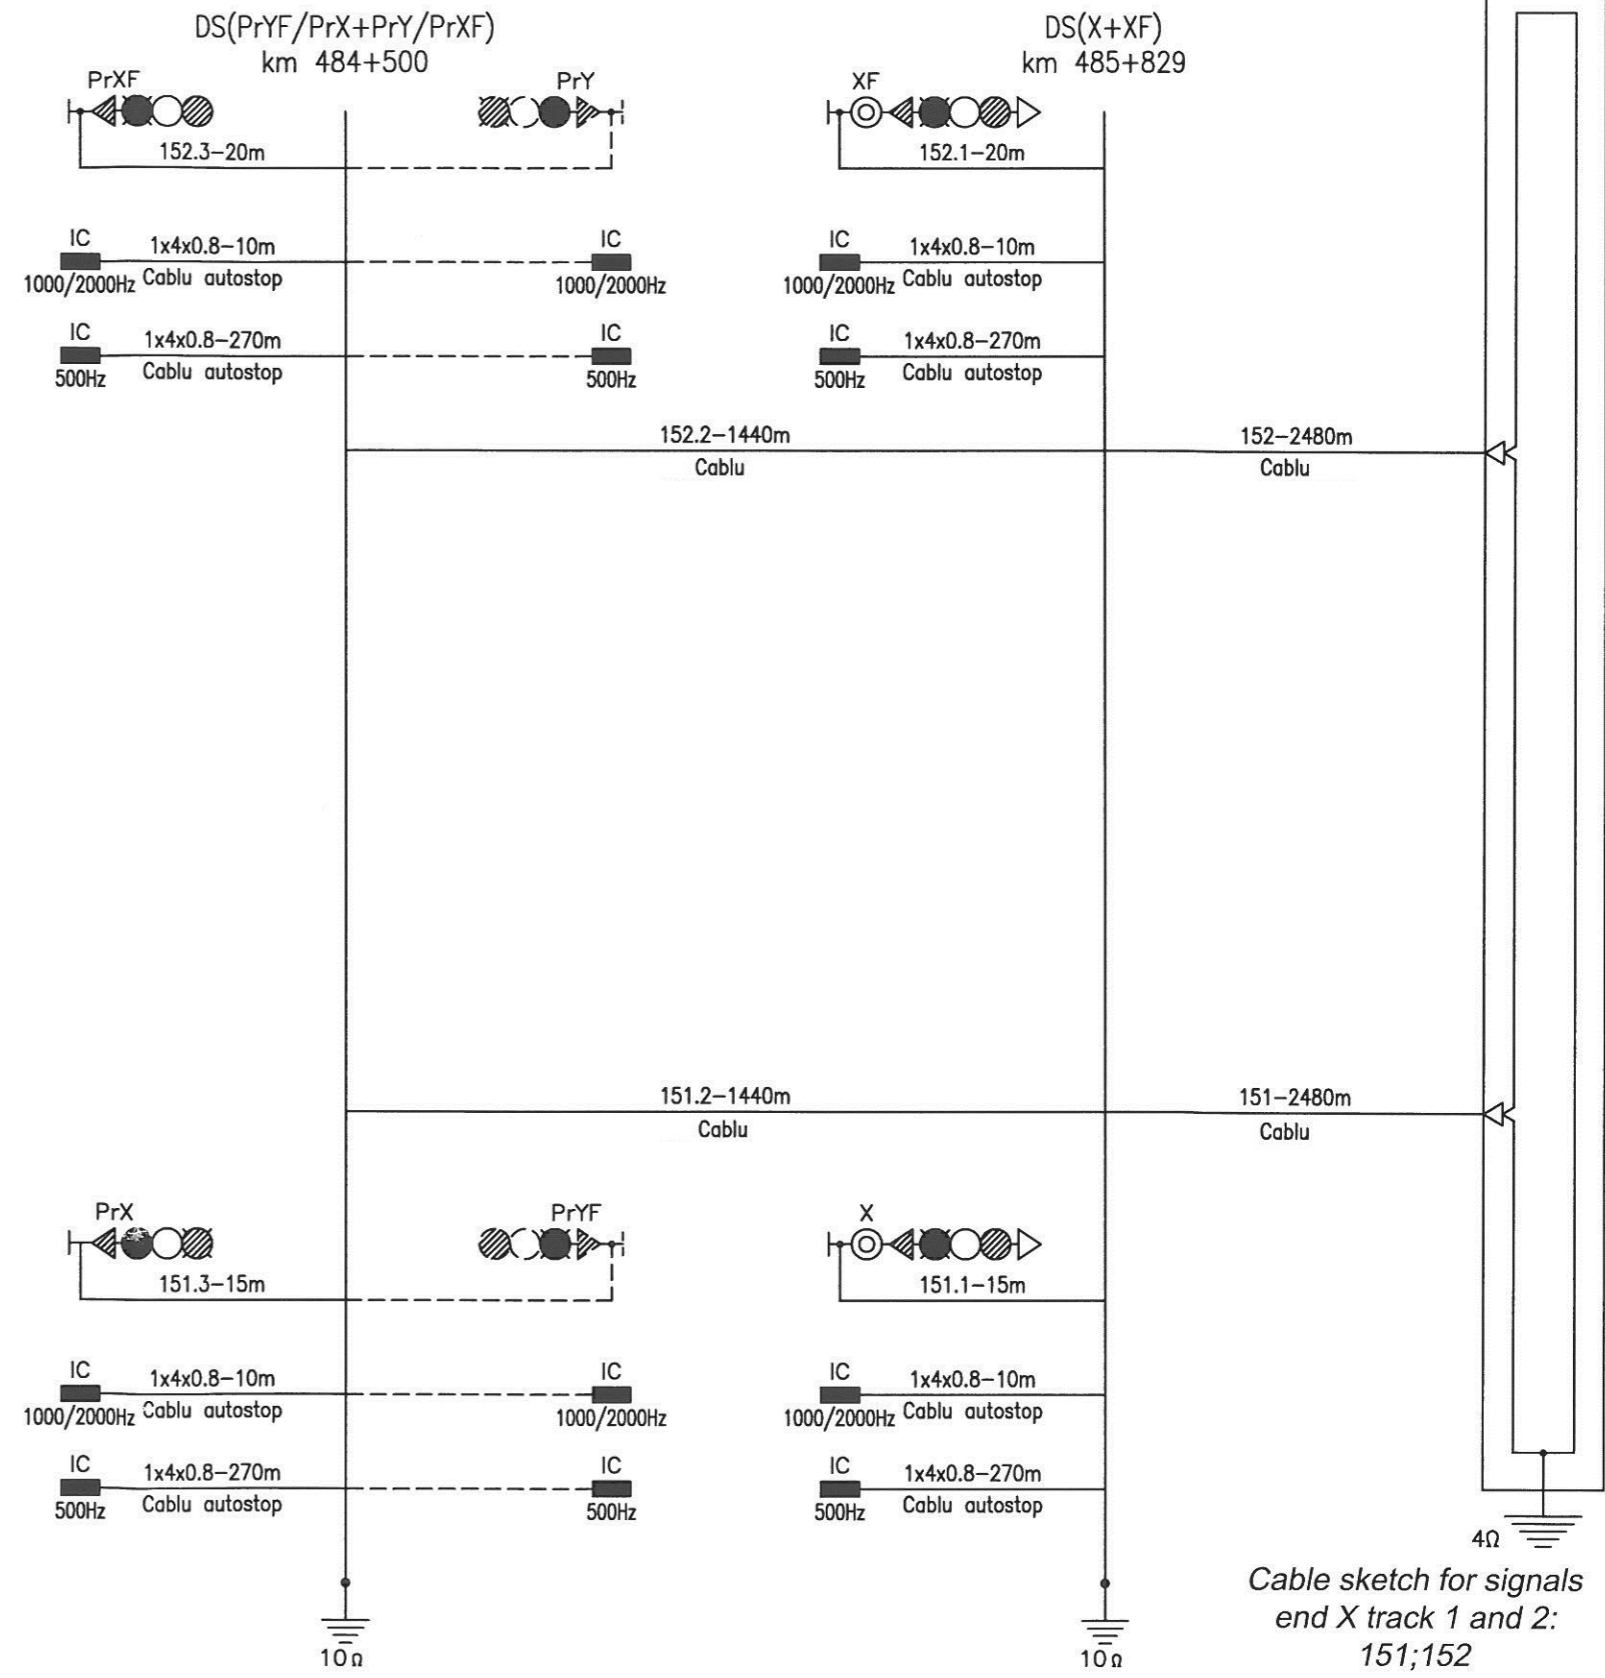 DS(PrYF/PrX+PrY/PrXF)
km 484+500
DS(X+XF)
km 485+829
PrXF
PrY
XF
152.3-20m
152.1-20m
IC
1x4x0.8-10m
IC
IC
1x4x0.8-10m
1000/2000Hz
Cablu autostop
1000/2000Hz
1000/2000Hz
Cablu autostop
IC
1x4x0.8-270m
IC
IC
1x4x0.8-270m
500Hz
Cablu autostop
500Hz
500Hz
Cablu autostop
152.2-1440m
152-2480m
Cablu
Cablu
151.2-1440m
151-2480m
Cablu
Cablu
PrX
PrYF
X
151.3-15m
151.1-15m
IC
1x4x0.8-10m
IC
IC
1x4x0.8-10m
1000/2000Hz
Cablu autostop
1000/2000Hz
1000/2000Hz
Cablu autostop
IC
1x4x0.8-270m
IC
IC
1x4x0.8-270m
500Hz
Cablu autostop
500Hz
500Hz
Cablu autostop
4Ω
10Ω
10Ω
Cable sketch for signals
end X track 1 and 2:
151;152